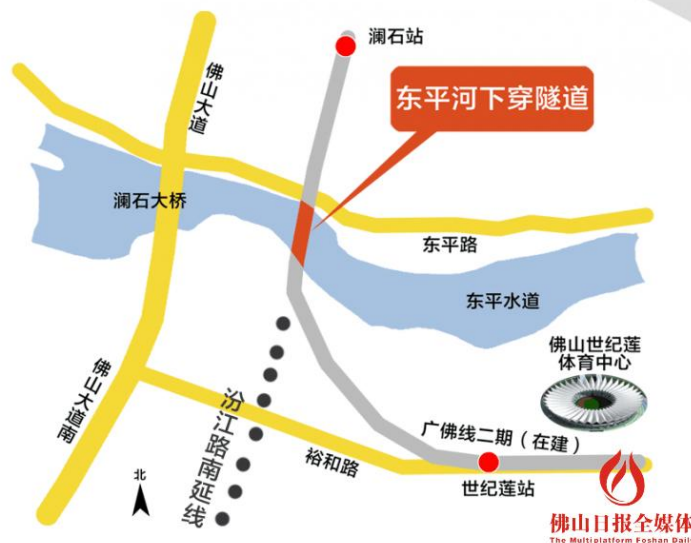 澜石站
佛山大道
东平河下穿隧道
澜石大桥
东平路
东平水道
佛山世纪莲
体育中心
佛山大道南
汾江路南延线
广佛线二期（在建）
裕和路
世纪莲站
北
佛山日报全媒体
The Multiplatform Foshan Daily